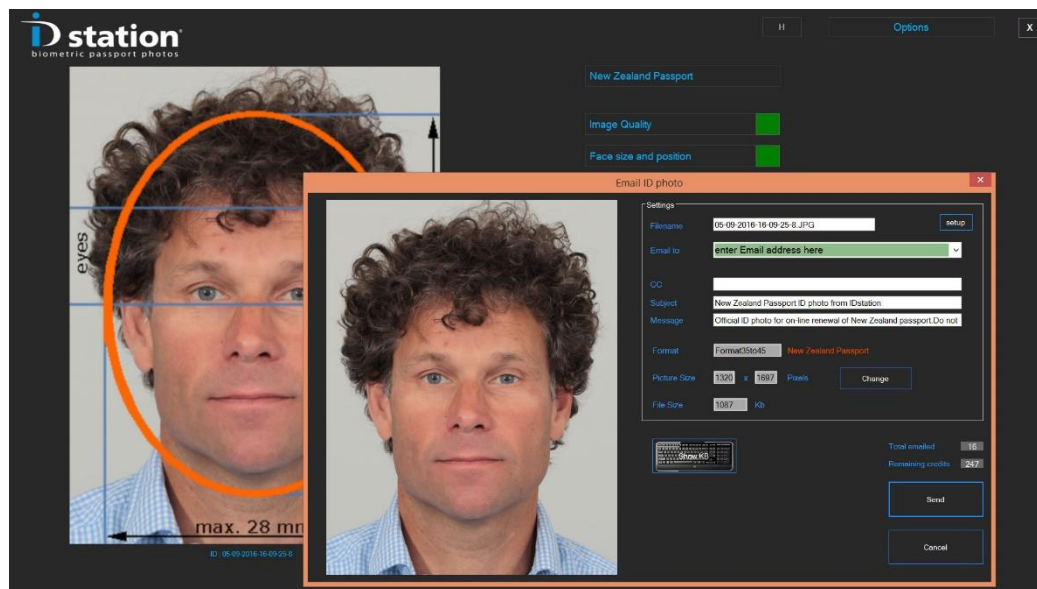 iD station
biometric passport photos
H
Options
X
New Zealand Passport
Image Quality
Face size and position
eyes
max. 28 mm
ID : 05-09-2016-16-09-25-8
Email ID photo
Settings
Filename
05-09-2016-16-09-25-8.JPG
setup
Email to
enter Email address here
CC
Subject
New Zealand Passport ID photo from IDstation
Message
Official ID photo for on-line renewal of New Zealand passport.Do not
Format
Format35to45
New Zealand Passport
Picture Size
1320 x 1697 Pixels
Change
File Size
1087 Kb
Show KB
Total emailed 16
Remaining credits 247
Send
Cancel